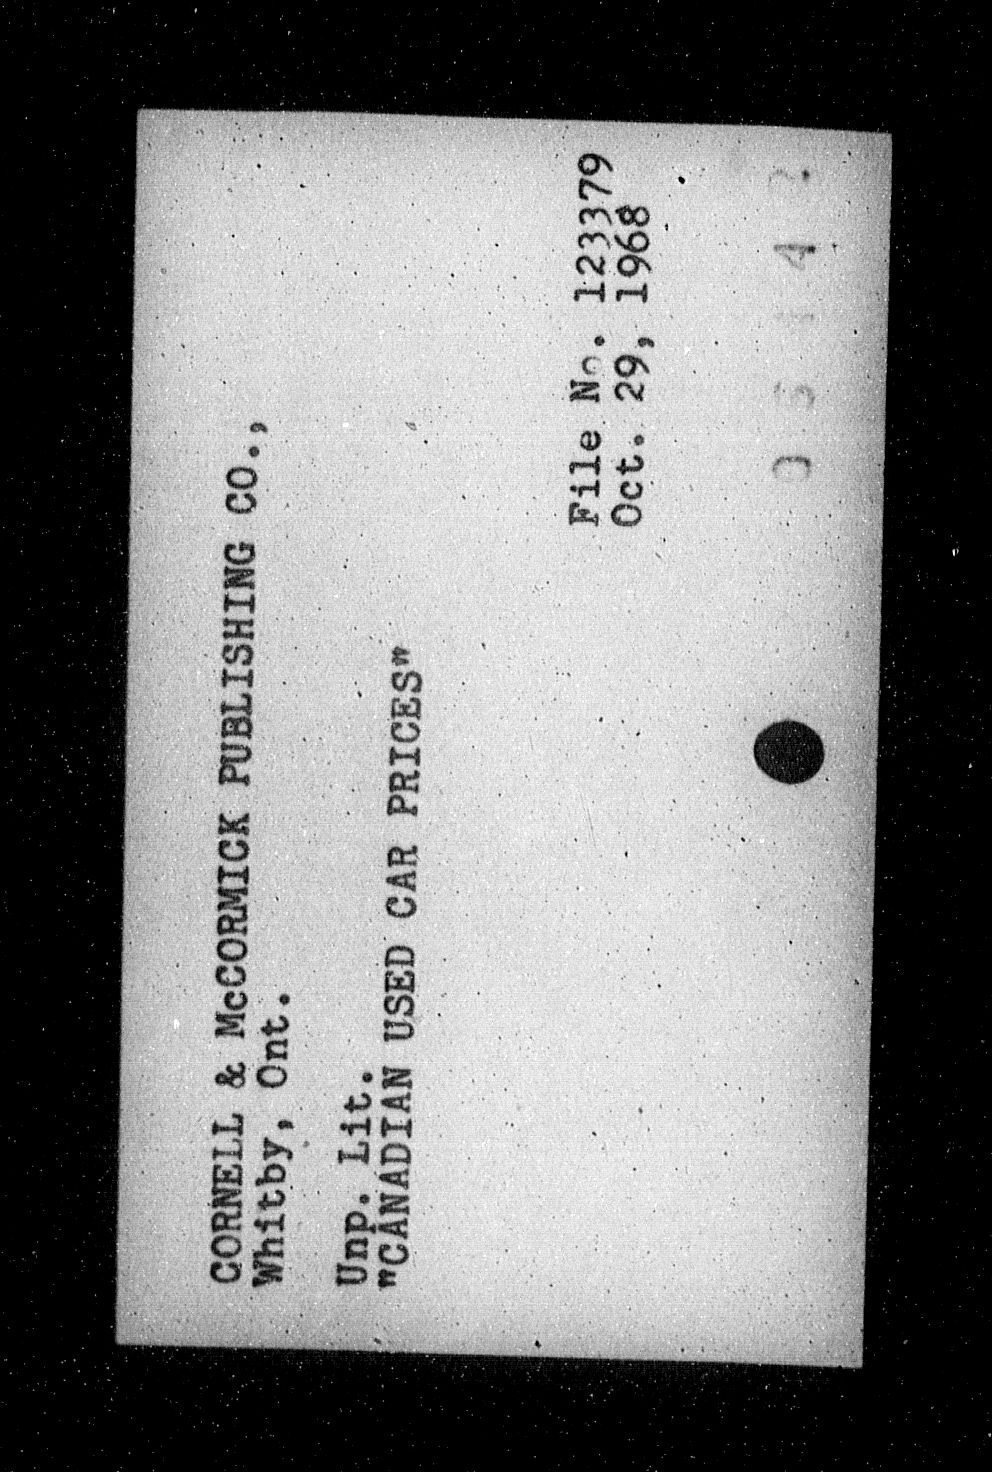 CORNELL & McCORMICK PUBLISHING CO.,
Whitby, Ont.
Unp. Lit.
"CANADIAN USED CAR PRICES"
File No. 123379
Oct. 29, 1968